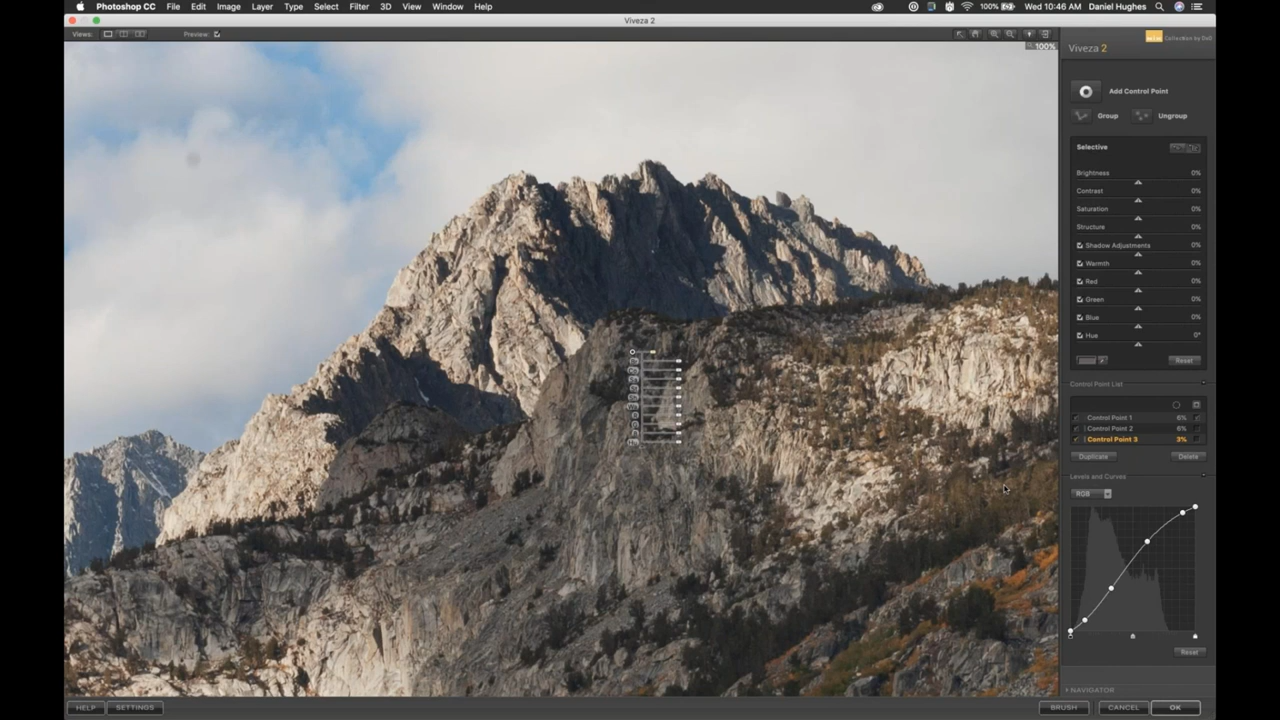 Photoshop CC File Edit Image Layer Type Select Filter 3D View Window Help 100% Wed 10:46 AM Daniel Hughes
Viveza 2
Views: Preview:
100%
Collection by DxO
Viveza 2
Add Control Point
Group Ungroup
Selective
Brightness 0%
Contrast 0%
Saturation 0%
Structure 0%
Shadow Adjustments 0%
Warmth 0%
Red 0%
Green 0%
Blue 0%
Hue 0°
Reset
Control Point List
Control Point 1 6%
Control Point 2 6%
Control Point 3 3%
Duplicate Delete
Levels and Curves
RGB
Reset
NAVIGATOR
HELP SETTINGS BRUSH CANCEL OK